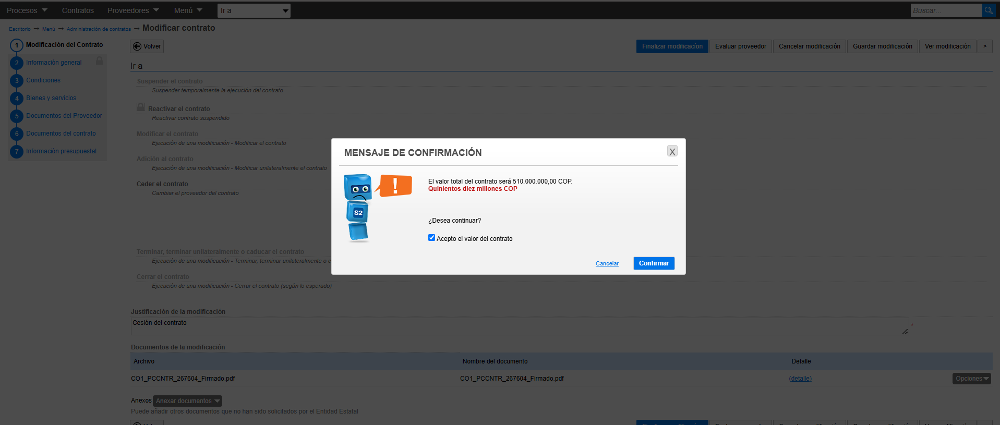 Procesos Contratos Proveedores Menú Ir a Buscar...
Escritorio → Menú → Administración de contratos → Modificar contrato
1 Modificación del Contrato
2 Información general
3 Condiciones
4 Bienes y servicios
5 Documentos del Proveedor
6 Documentos del contrato
7 Información presupuestal
Volver Finalizar modificacíon Evaluar proveedor Cancelar modificación Guardar modificación Ver modificación >
Ir a
Suspender el contrato
Suspender temporalmente la ejecución del contrato
Reactivar el contrato
Reactivar contrato suspendido
Modificar el contrato
Ejecución de una modificación - Modificar el contrato
Adición al contrato
Ejecución de una modificación - Modificar unilateralmente el contrato
Ceder el contrato
Cambiar el proveedor del contrato
Terminar, terminar unilateralmente o caducar el contrato
Ejecución de una modificación - Terminar, terminar unilateralmente o c
Cerrar el contrato
Ejecución de una modificación - Cerrar el contrato (según lo esperado)
MENSAJE DE CONFIRMACIÓN X
!
S2
El valor total del contrato será 510.000.000,00 COP.
Quinientos diez millones COP
¿Desea continuar?
Acepto el valor del contrato
Cancelar Confirmar
Justificación de la modificación
Cesión del contrato *
Documentos de la modificación
Archivo Nombre del documento Detalle
CO1_PCCNTR_267604_Firmado.pdf CO1_PCCNTR_267604_Firmado.pdf (detalle) Opciones
Anexos Anexar documentos
Puede añadir otros documentos que no han sido solicitados por el Entidad Estatal